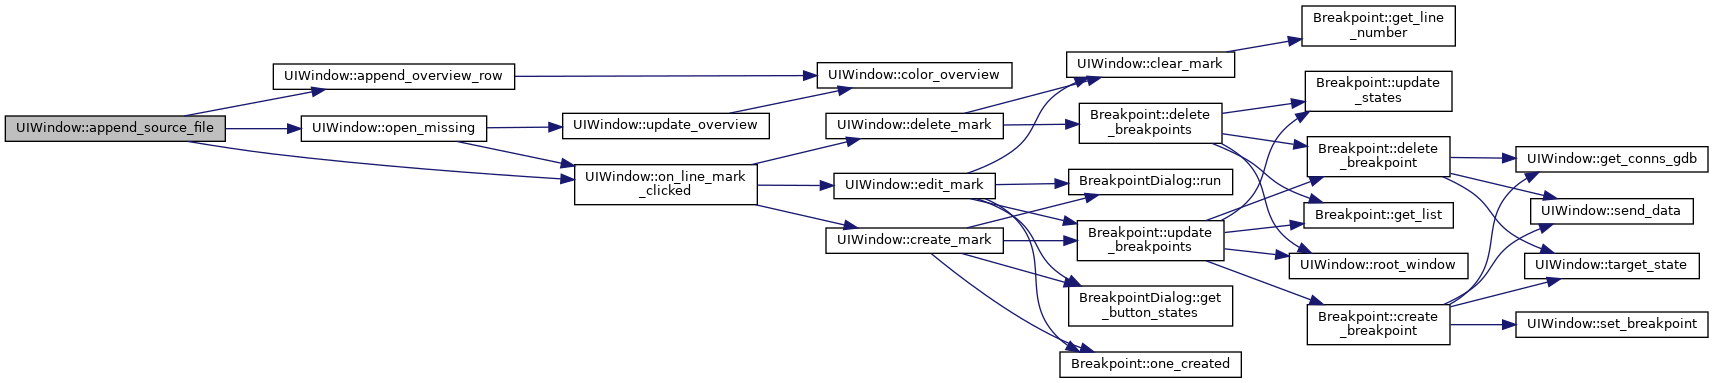 UIWindow::append_source_file
UIWindow::append_overview_row
UIWindow::open_missing
UIWindow::update_overview
UIWindow::on_line_mark
_clicked
UIWindow::color_overview
UIWindow::delete_mark
UIWindow::edit_mark
UIWindow::create_mark
UIWindow::clear_mark
Breakpoint::delete
_breakpoints
BreakpointDialog::run
Breakpoint::update
_breakpoints
BreakpointDialog::get
_button_states
Breakpoint::one_created
Breakpoint::get_line
_number
Breakpoint::update
_states
Breakpoint::delete
_breakpoint
Breakpoint::get_list
UIWindow::root_window
Breakpoint::create
_breakpoint
UIWindow::get_conns_gdb
UIWindow::send_data
UIWindow::target_state
UIWindow::set_breakpoint